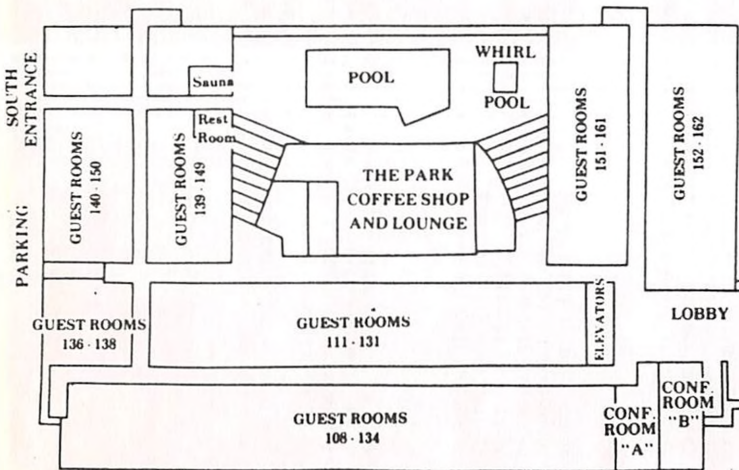 SOUTH
ENTRANCE
PARKING
Sauna
Rest
Room
POOL
WHIRL
POOL
GUEST ROOMS
140 - 150
GUEST ROOMS
139 - 149
THE PARK
COFFEE SHOP
AND LOUNGE
GUEST ROOMS
151 - 161
GUEST ROOMS
152 - 162
GUEST ROOMS
136 - 138
GUEST ROOMS
111 - 131
ELEVATORS
LOBBY
GUEST ROOMS
108 - 134
CONF.
ROOM
"A"
CONF.
ROOM
"B"